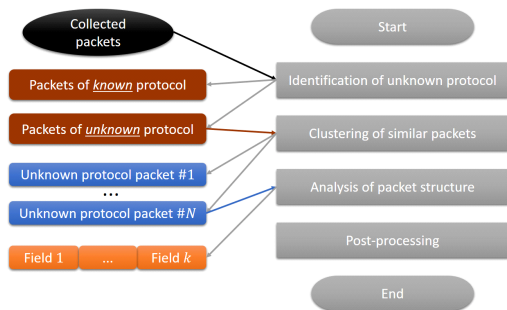 Collected
packets
Start
Packets of known protocol
Identification of unknown protocol
Packets of unknown protocol
Clustering of similar packets
Unknown protocol packet #1
...
Unknown protocol packet #N
Analysis of packet structure
Field 1
...
Field k
Post-processing
End